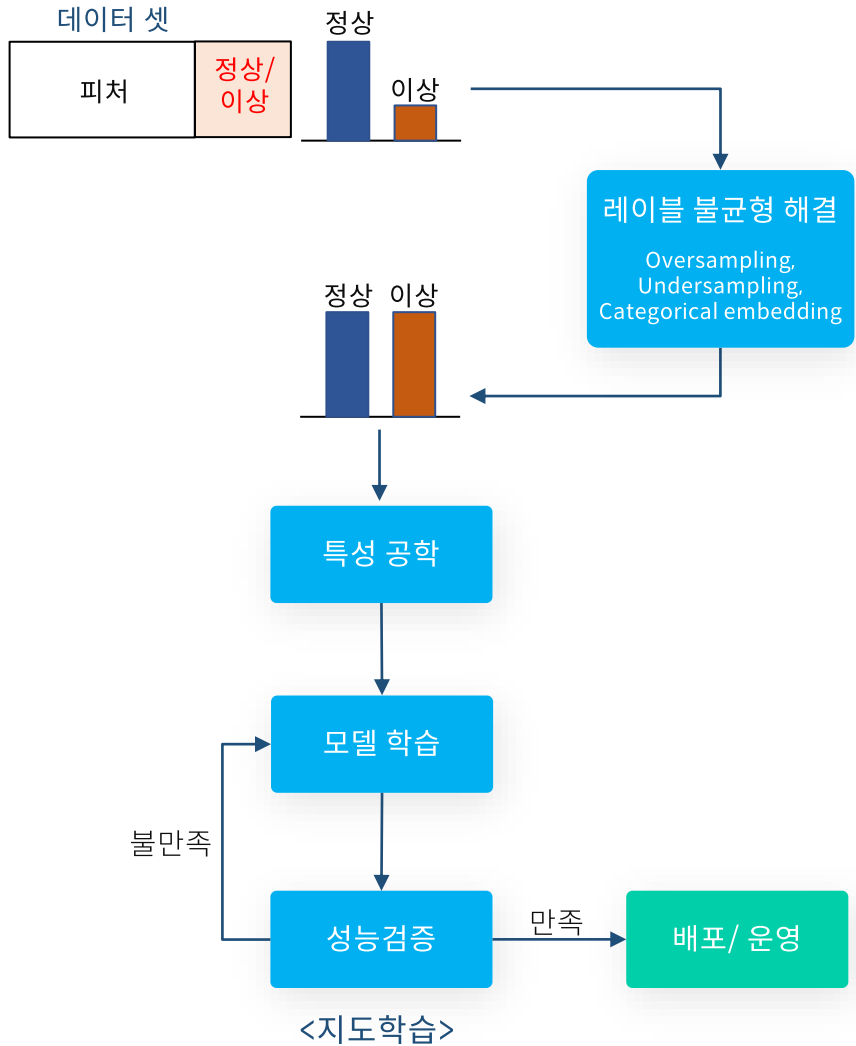 데이터 셋
피처
정상/
이상
정상
이상
레이블 불균형 해결
Oversampling,
Undersampling,
Categorical embedding
정상 이상
특성 공학
모델 학습
불만족
성능검증
만족
배포/ 운영
<지도학습>